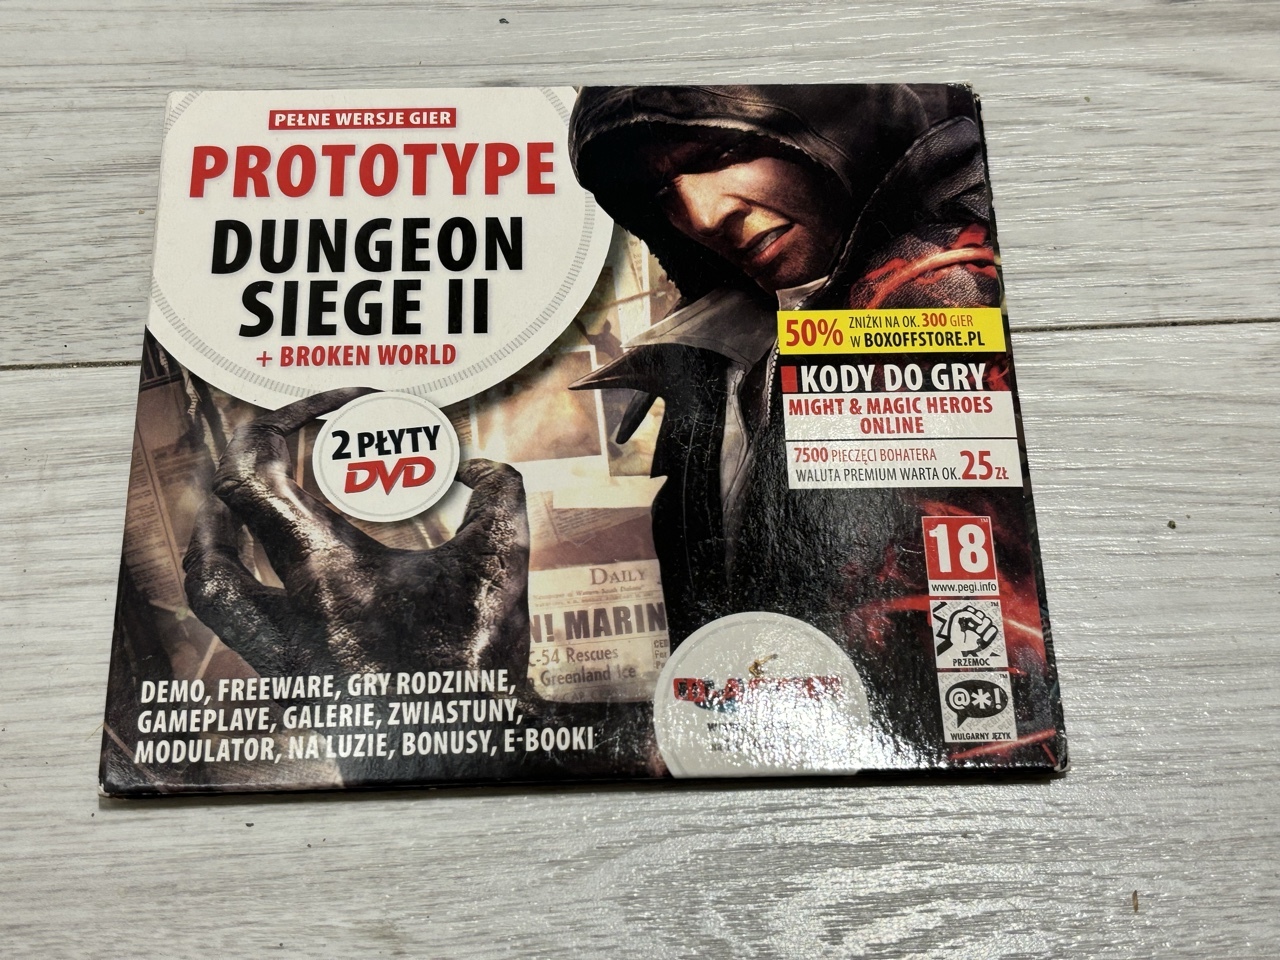 PEŁNE WERSJE GIER
PROTOTYPE
DUNGEON
SIEGE II
+ BROKEN WORLD
2 PŁYTY
DVD
50% ZNIŻKI NA OK. 300 GIER
W BOXOFFSTORE.PL
KODY DO GRY
MIGHT & MAGIC HEROES
ONLINE
7500 PIECZĘCI BOHATERA
WALUTA PREMIUM WARTA OK. 25 ZŁ
18
www.pegi.info
PRZEMOC
@*!
WULGARNY JĘZYK
DAILY
N! MARIN
C-54 Rescues
Greenland Ice
DEMO, FREEWARE, GRY RODZINNE,
GAMEPLAYE, GALERIE, ZWIASTUNY,
MODULATOR, NA LUZIE, BONUSY, E-BOOKI